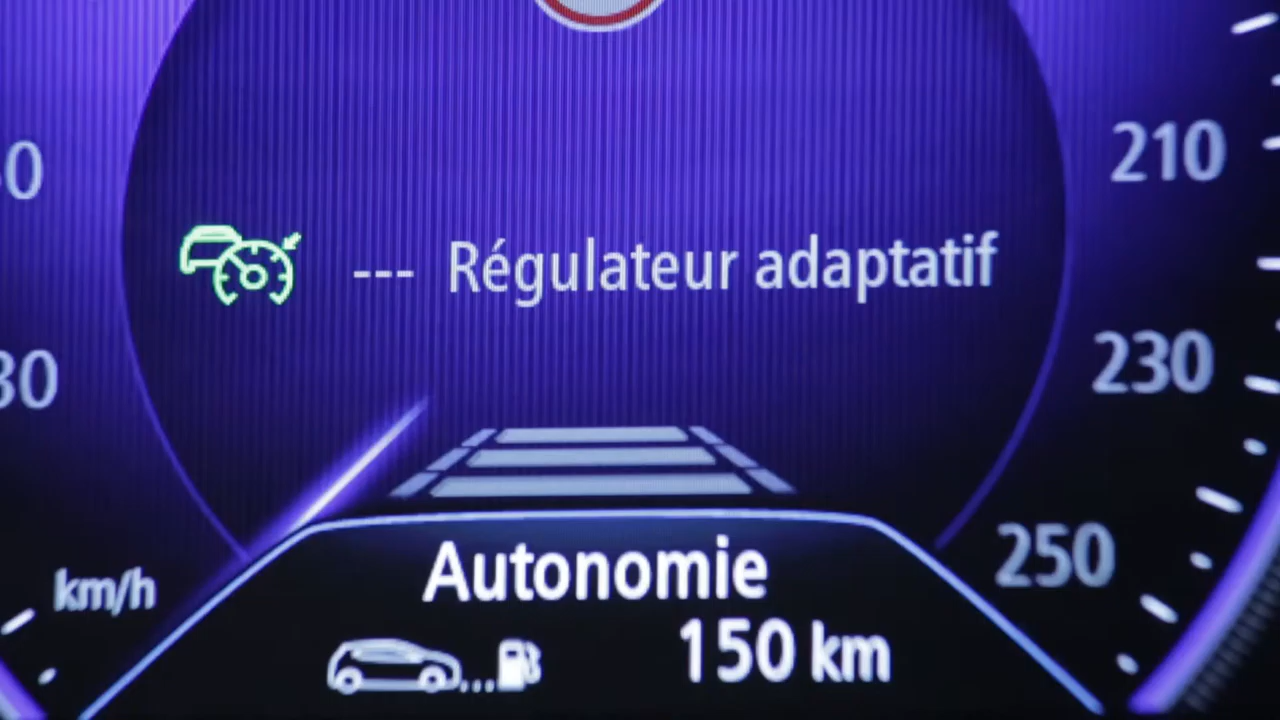 210
--- Régulateur adaptatif
230
250
km/h
Autonomie
150 km